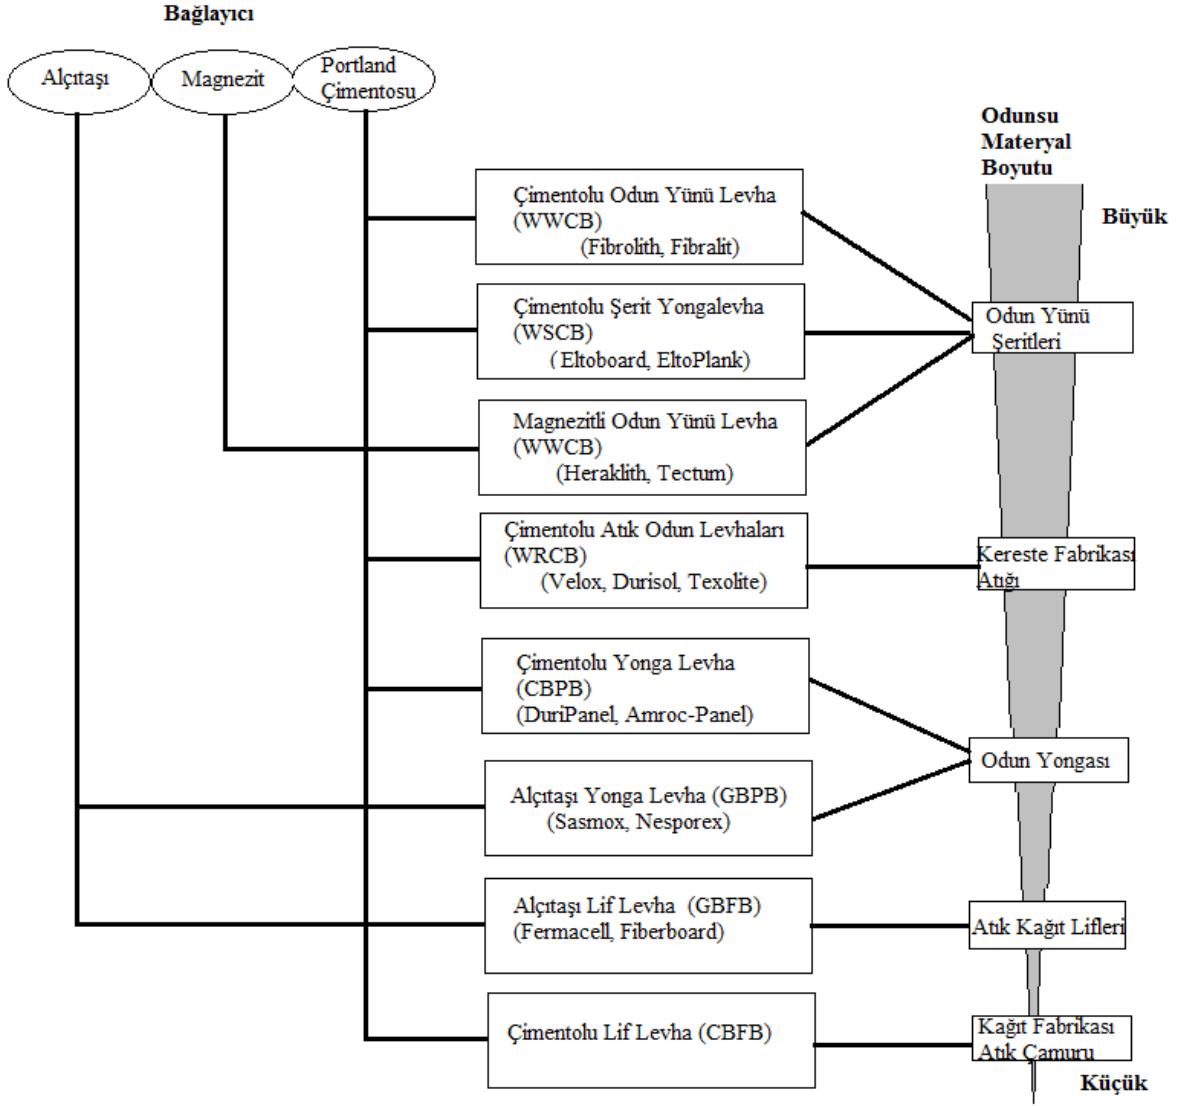 Bağlayıcı
Alçıtaşı
Magnezit
Portland
Çimentosu
Odunsu
Materyal
Boyutu
Büyük
Çimentolu Odun Yünü Levha
(WWCB)
(Fibrolith, Fibralit)
Çimentolu Şerit Yongalevha
(WSCB)
(Eltoboard, EltoPlank)
Odun Yünü
Şeritleri
Magnezitli Odun Yünü Levha
(WWCB)
(Heraklith, Tectum)
Çimentolu Atık Odun Levhaları
(WRCB)
(Velox, Durisol, Texolite)
Kereste Fabrikası
Atığı
Çimentolu Yonga Levha
(CBPB)
(DuriPanel, Amroc-Panel)
Odun Yongası
Alçıtaşı Yonga Levha (GBPB)
(Sasmox, Nesporex)
Alçıtaşı Lif Levha (GBFB)
(Fermacell, Fiberboard)
Atık Kağıt Lifleri
Çimentolu Lif Levha (CBFB)
Kağıt Fabrikası
Atık Çamuru
Küçük